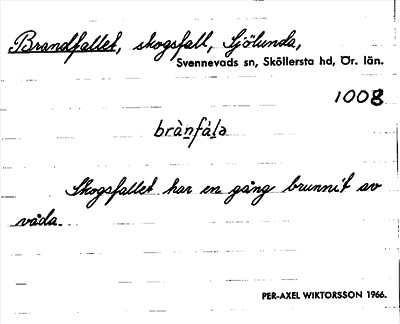 Brandfallet, skogsfall, Sjölunda,
Svennevads sn, Sköllersta hd, Ör. län.
1008
brànfál̠ə
Skogsfallet har en gång brunnit av
våda.
PER-AXEL WIKTORSSON 1966.